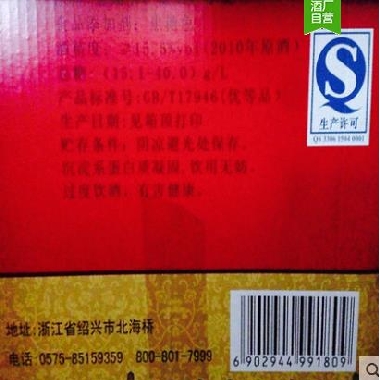 酒厂
自营
食品添加剂:焦糖色
酒精度: (2010年原酒)
总糖: (35.1-40.0)g/L
产品标准号:GB/T17946(优等品)
生产日期:见箱面打印
贮存条件:阴凉避光处保存。
沉淀系蛋白质凝固,饮用无妨。
过度饮酒,有害健康。
生产许可
QS 3306 1504 0001
地址:浙江省绍兴市北海桥
电话:0575-85159359 800-801-7999
6 902944 991809